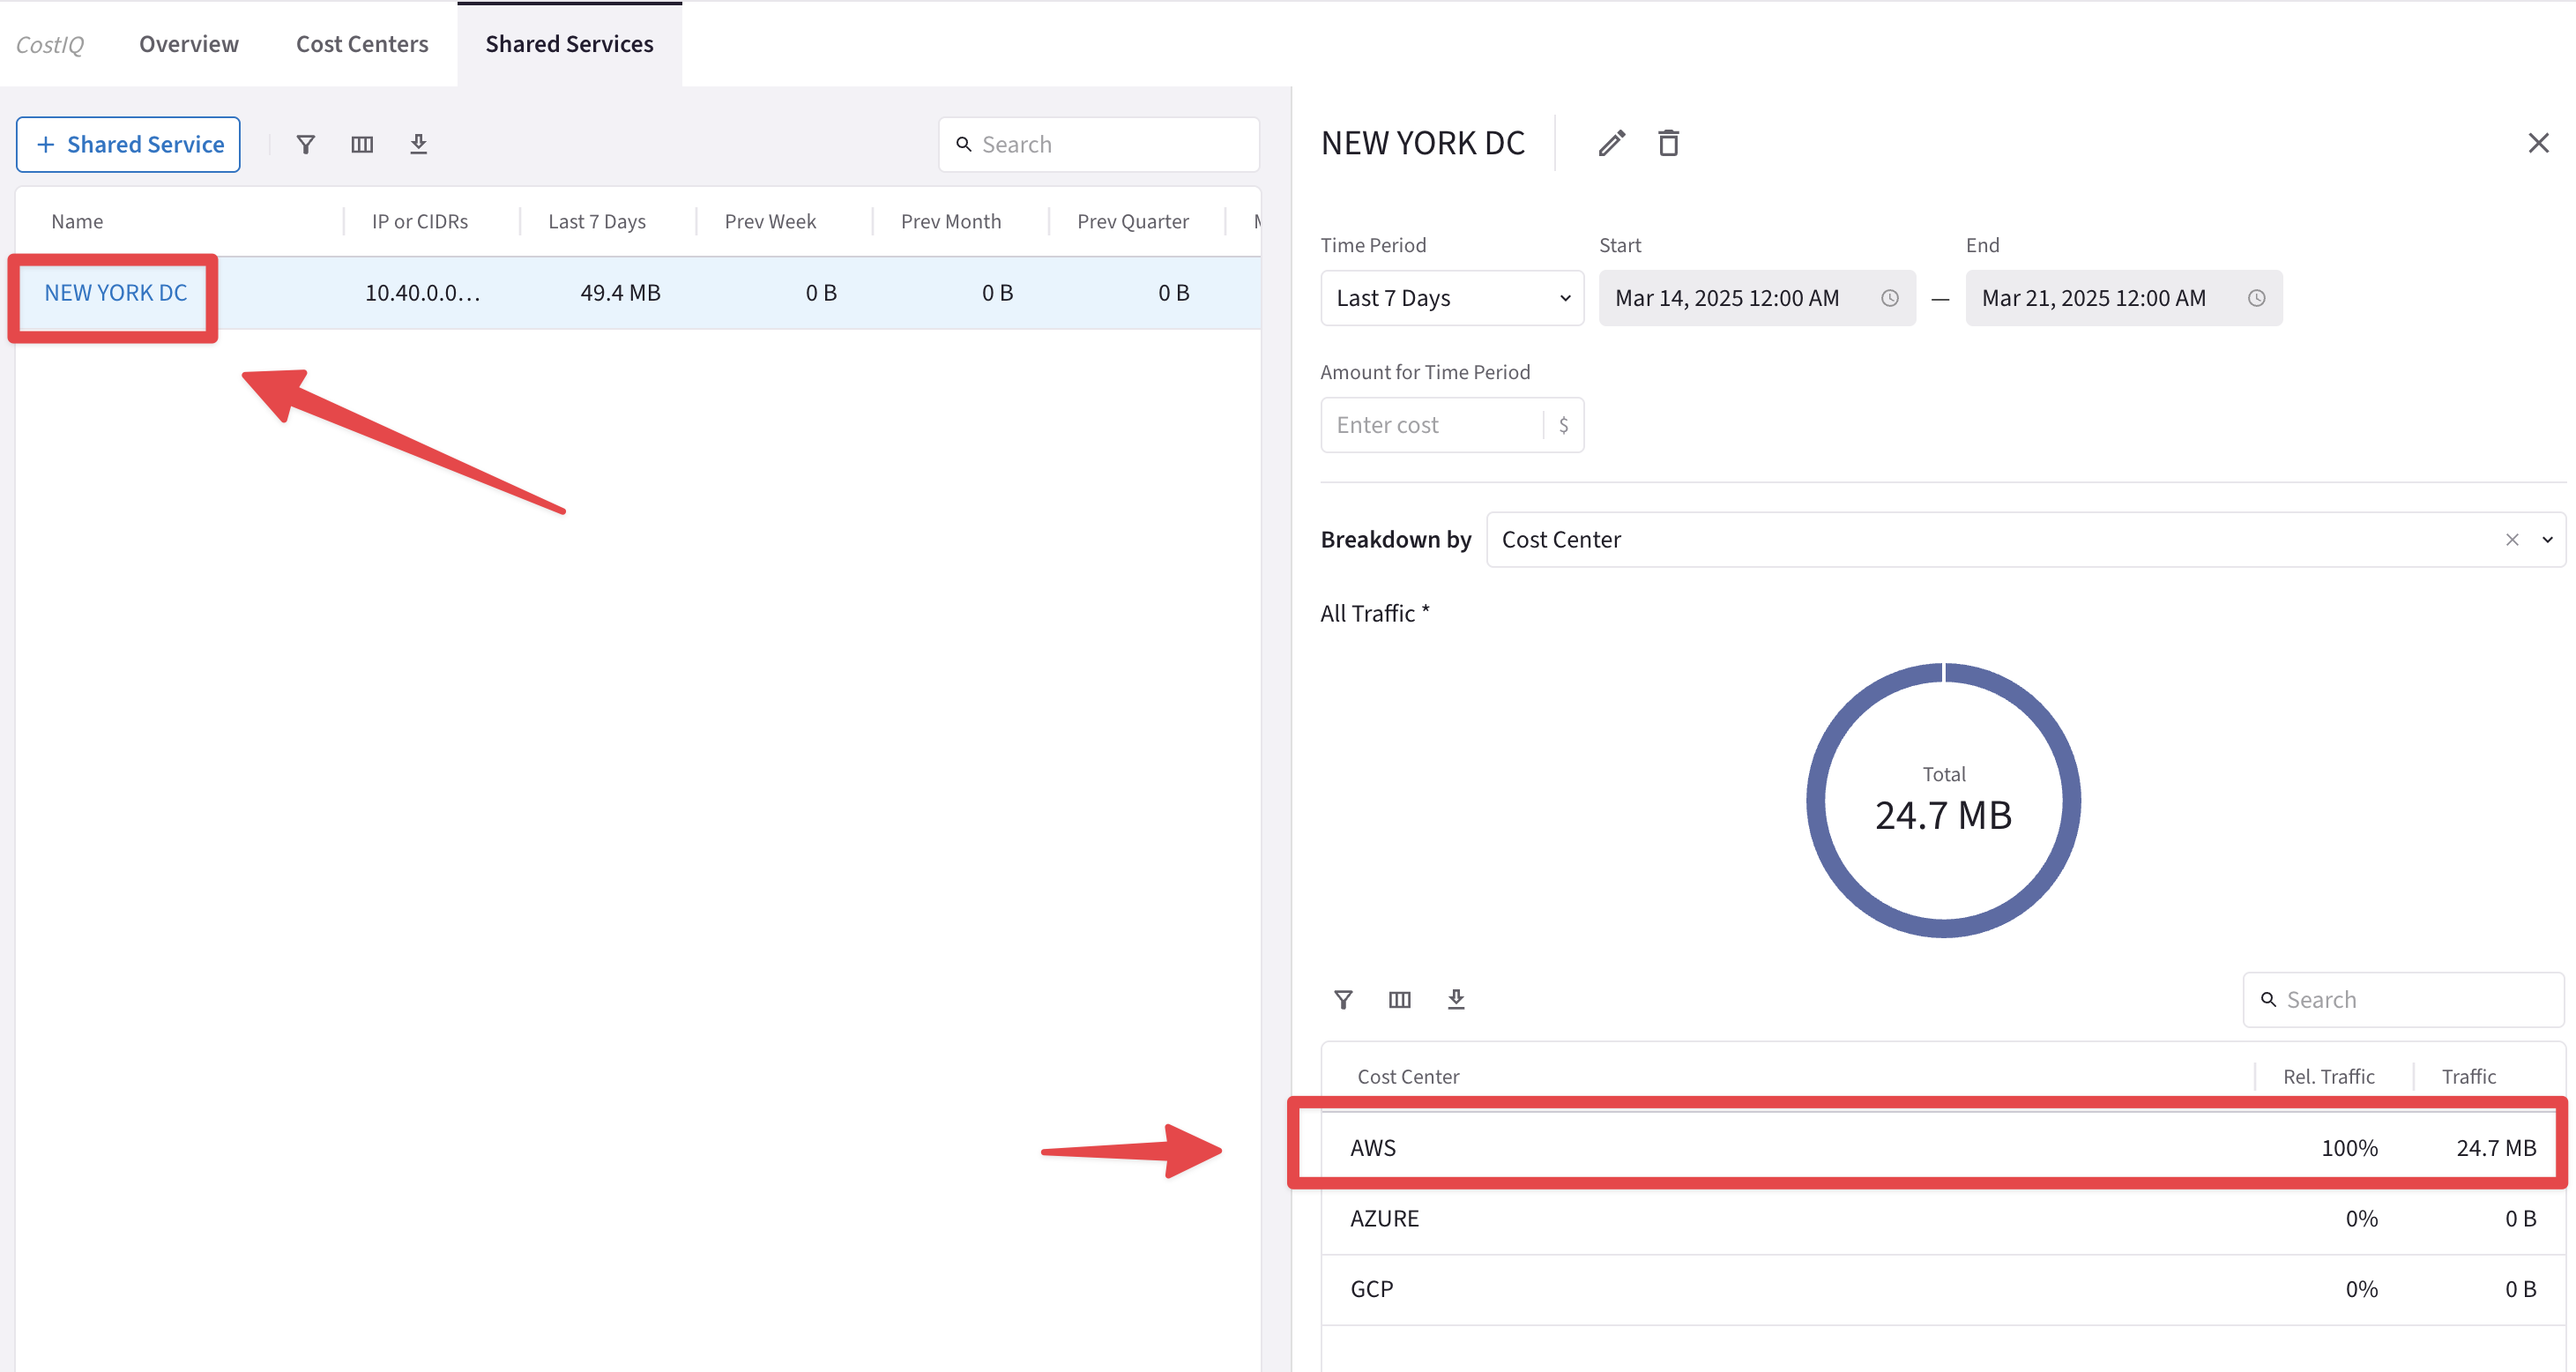 CostIQ Overview Cost Centers Shared Services
+ Shared Service Search
Name IP or CIDRs Last 7 Days Prev Week Prev Month Prev Quarter
NEW YORK DC 10.40.0.0... 49.4 MB 0 B 0 B 0 B
NEW YORK DC
Time Period Start End
Last 7 Days Mar 14, 2025 12:00 AM — Mar 21, 2025 12:00 AM
Amount for Time Period
Enter cost $
Breakdown by Cost Center
All Traffic *
Total
24.7 MB
Search
Cost Center Rel. Traffic Traffic
AWS 100% 24.7 MB
AZURE 0% 0 B
GCP 0% 0 B